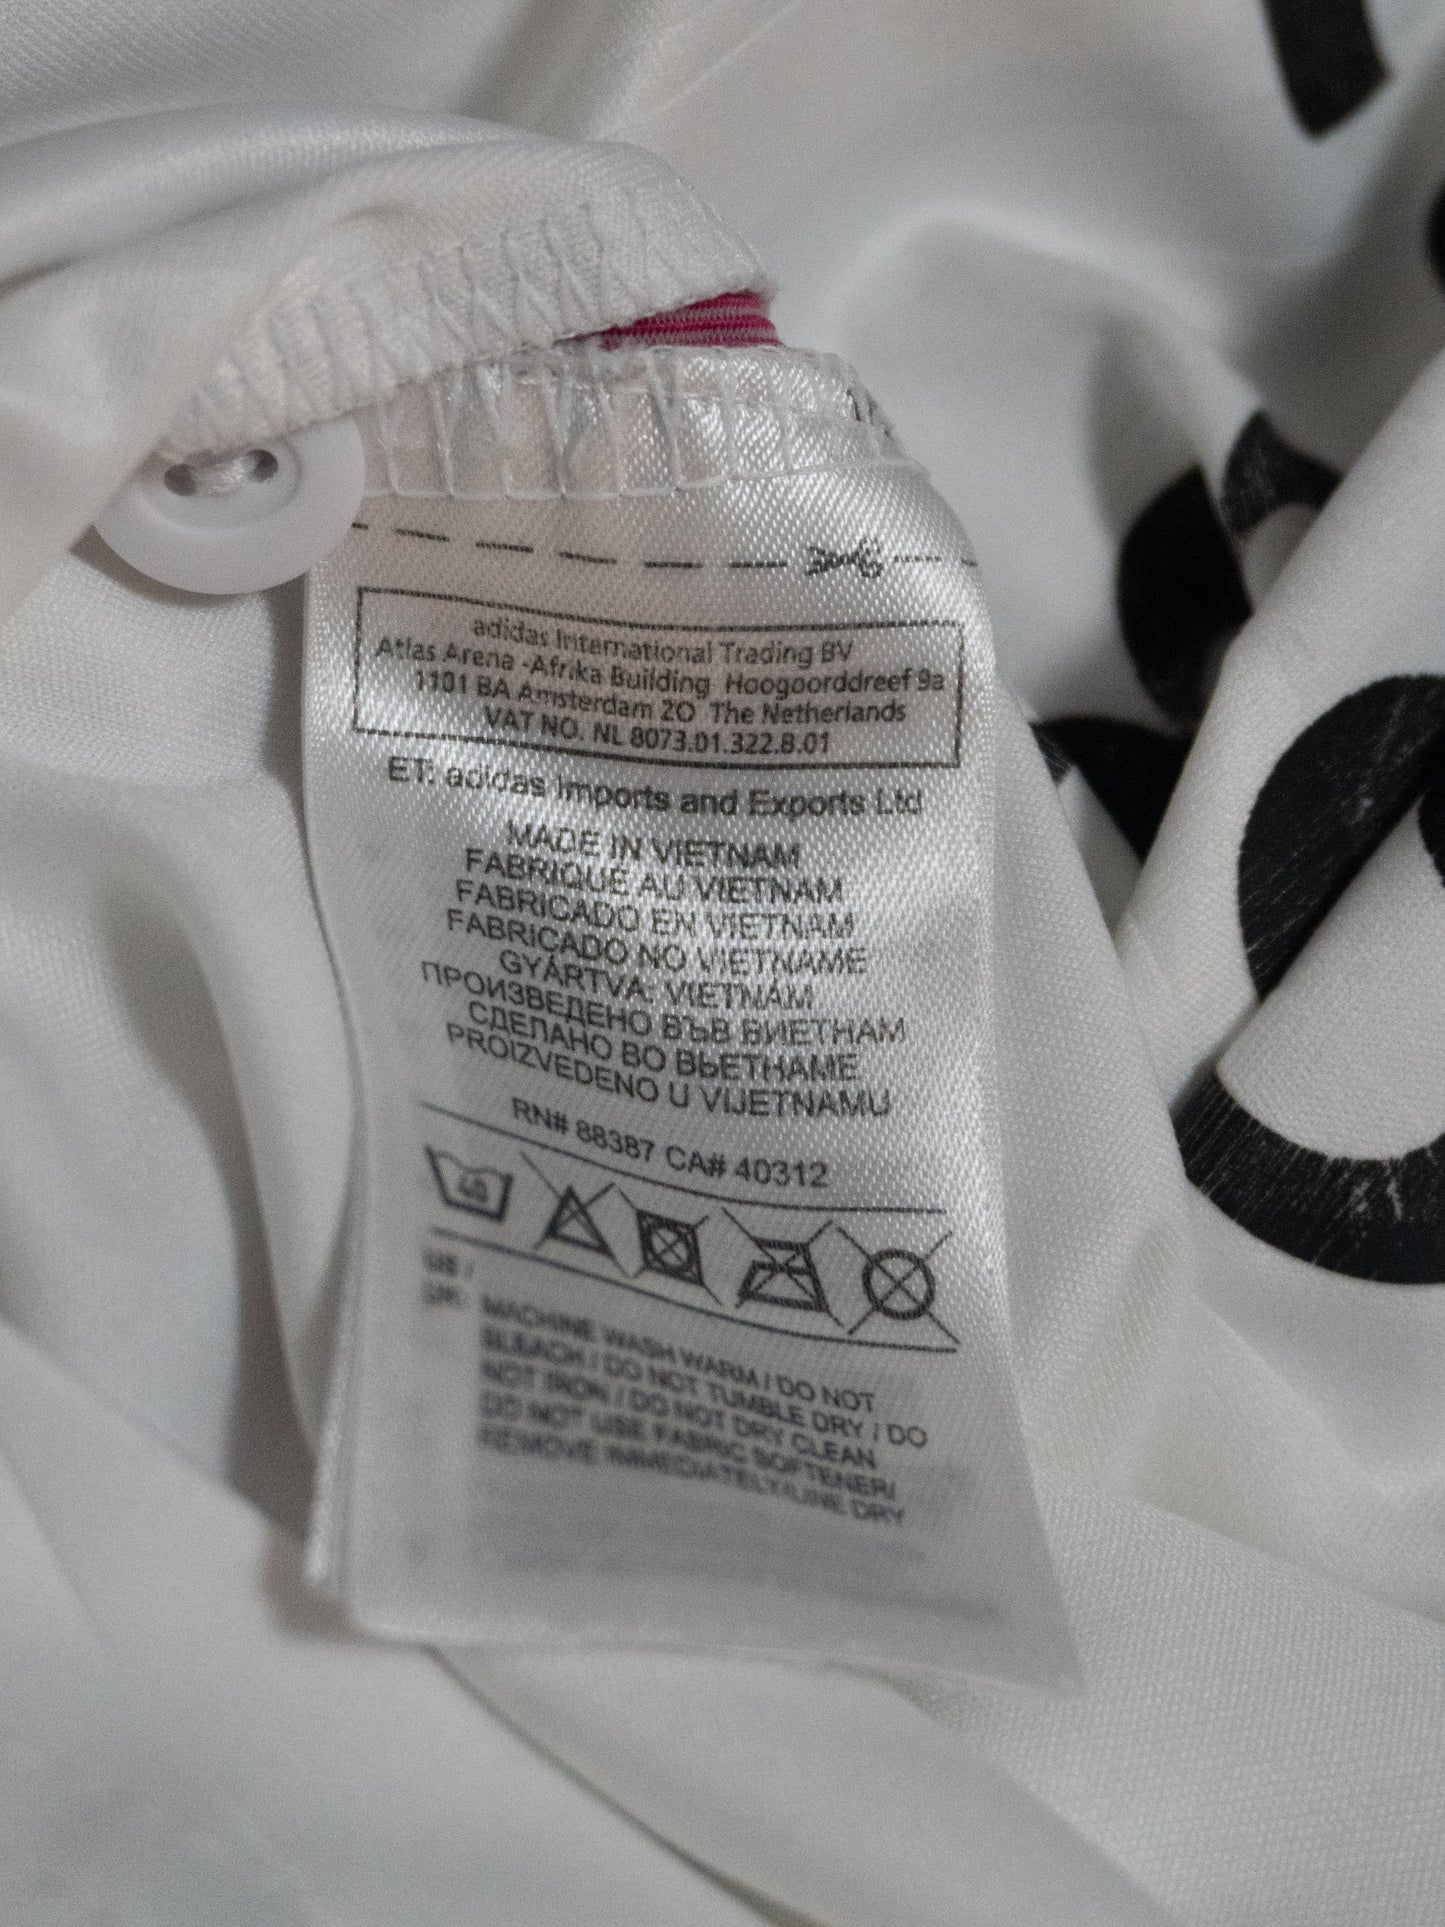 adidas International Trading BV
Atlas Arena -Afrika Building Hoogoorddreef 9a
1101 BA Amsterdam ZO The Netherlands
VAT NO. NL 8073.01.322.B.01
ET: adidas Imports and Exports Ltd
MADE IN VIETNAM
FABRIQUÉ AU VIETNAM
FABRICADO EN VIETNAM
FABRICADO NO VIETNAME
GYÁRTVA: VIETNÁM
ПРОИЗВЕДЕНО ВЪВ ВИЕТНАМ
СДЕЛАНО ВО ВЬЕТНАМЕ
PROIZVEDENO U VIJETNAMU
RN# 88387 CA# 40312
40
US /
UK: MACHINE WASH WARM / DO NOT
BLEACH / DO NOT TUMBLE DRY / DO
NOT IRON / DO NOT DRY CLEAN
DO NOT USE FABRIC SOFTENER/
REMOVE IMMEDIATELY/LINE DRY